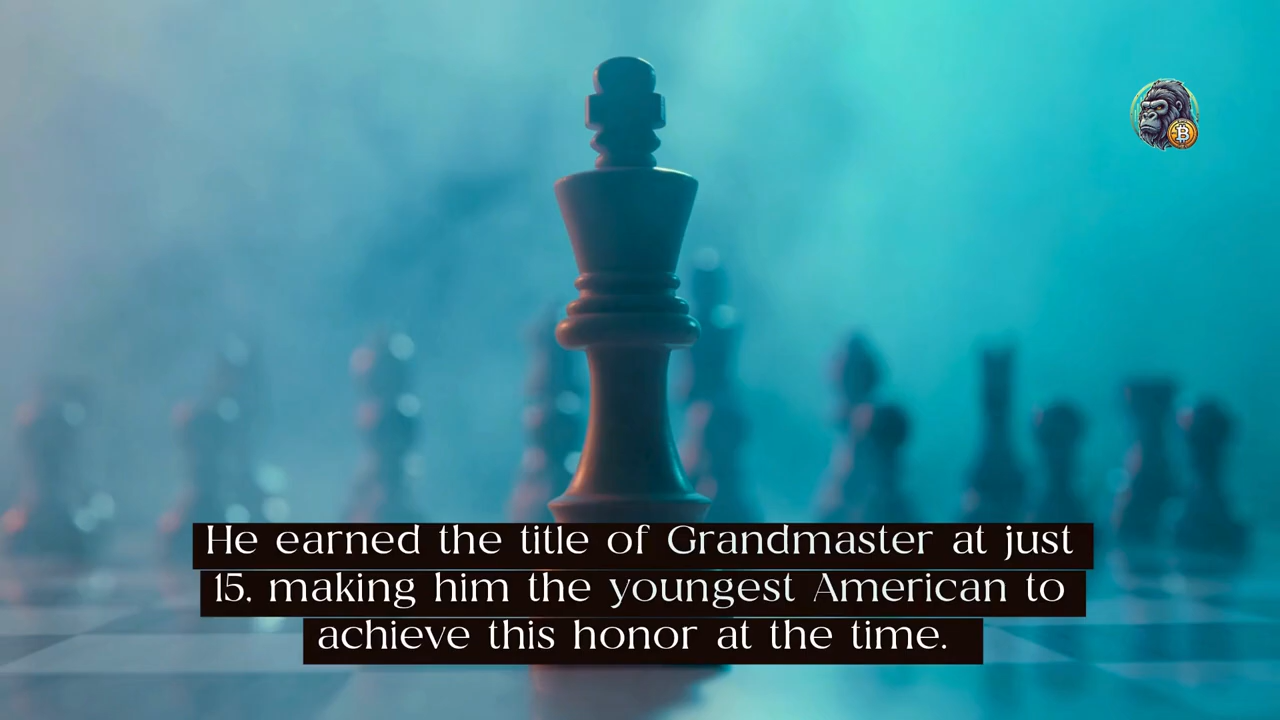 He earned the title of Grandmaster at just
15, making him the youngest American to
achieve this honor at the time.
₿